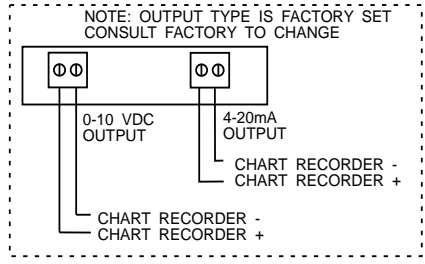 NOTE: OUTPUT TYPE IS FACTORY SET
CONSULT FACTORY TO CHANGE
0-10 VDC
OUTPUT
4-20mA
OUTPUT
CHART RECORDER -
CHART RECORDER +
CHART RECORDER -
CHART RECORDER +